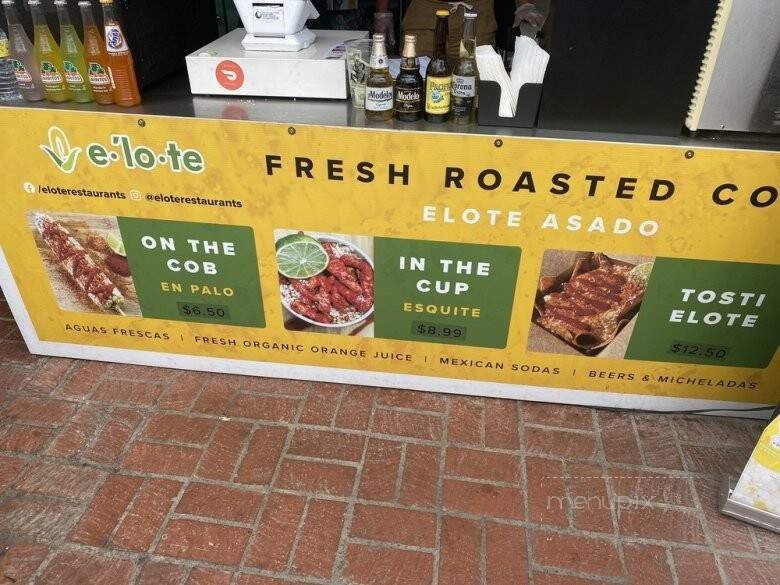 e·lo·te
FRESH ROASTED CO
/eloterestaurants @eloterestaurants
ELOTE ASADO
ON THE
COB
EN PALO
$6.50
IN THE
CUP
ESQUITE
$8.99
TOSTI
ELOTE
$12.50
AGUAS FRESCAS | FRESH ORGANIC ORANGE JUICE | MEXICAN SODAS | BEERS & MICHELADAS
Modelo
Modelo
Corona
Fanta
menupix